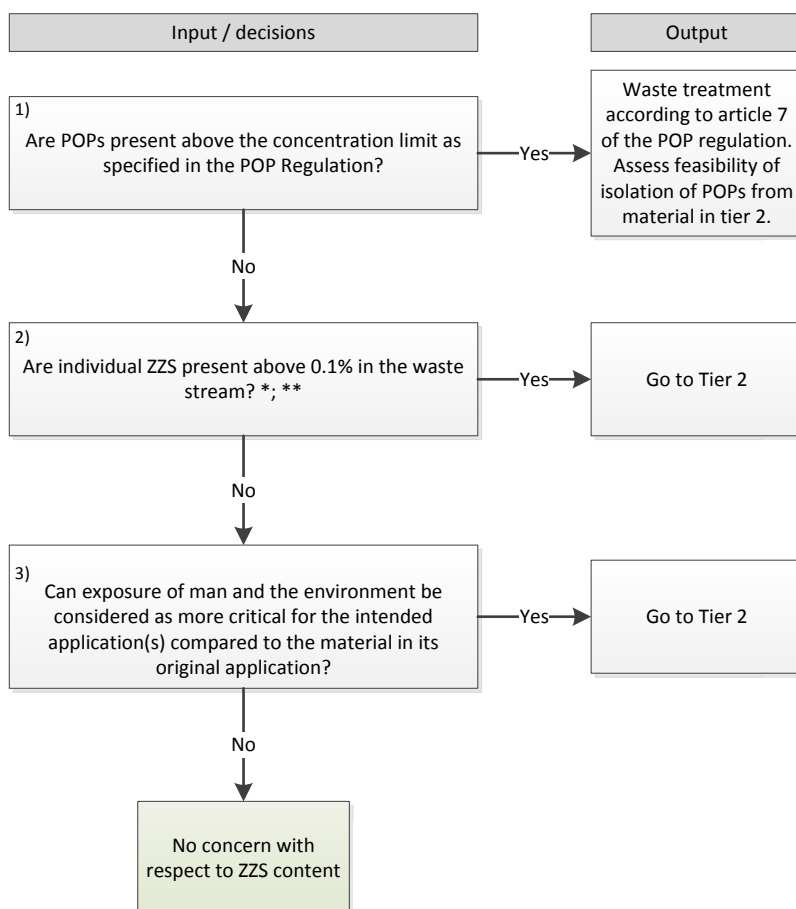 Input / decisions
Output
1)
Are POPs present above the concentration limit as
specified in the POP Regulation?
Yes
Waste treatment
according to article 7
of the POP regulation.
Assess feasibility of
isolation of POPs from
material in tier 2.
No
2)
Are individual ZZS present above 0.1% in the waste
stream? *; **
Yes
Go to Tier 2
No
3)
Can exposure of man and the environment be
considered as more critical for the intended
application(s) compared to the material in its
original application?
Yes
Go to Tier 2
No
No concern with
respect to ZZS content